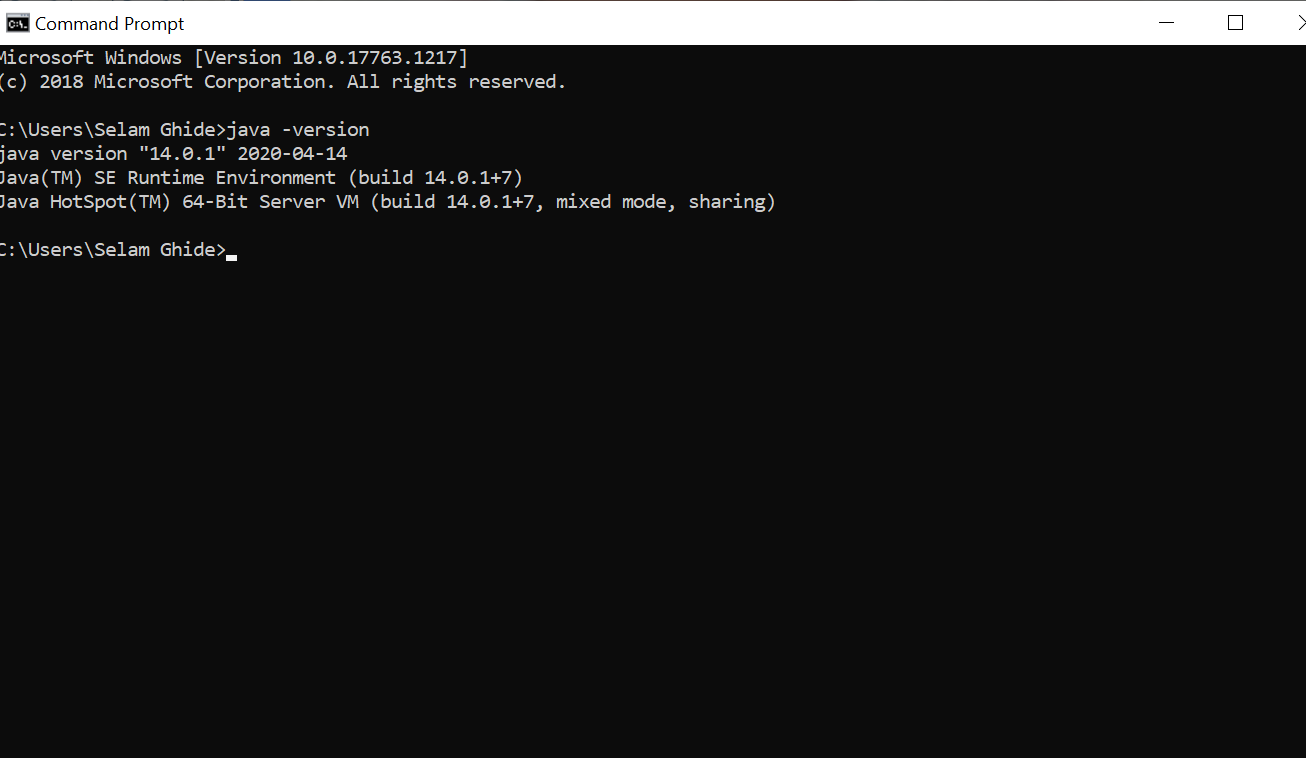 Command Prompt
Microsoft Windows [Version 10.0.17763.1217]
(c) 2018 Microsoft Corporation. All rights reserved.
C:\Users\Selam Ghide>java -version
java version "14.0.1" 2020-04-14
Java(TM) SE Runtime Environment (build 14.0.1+7)
Java HotSpot(TM) 64-Bit Server VM (build 14.0.1+7, mixed mode, sharing)
C:\Users\Selam Ghide>